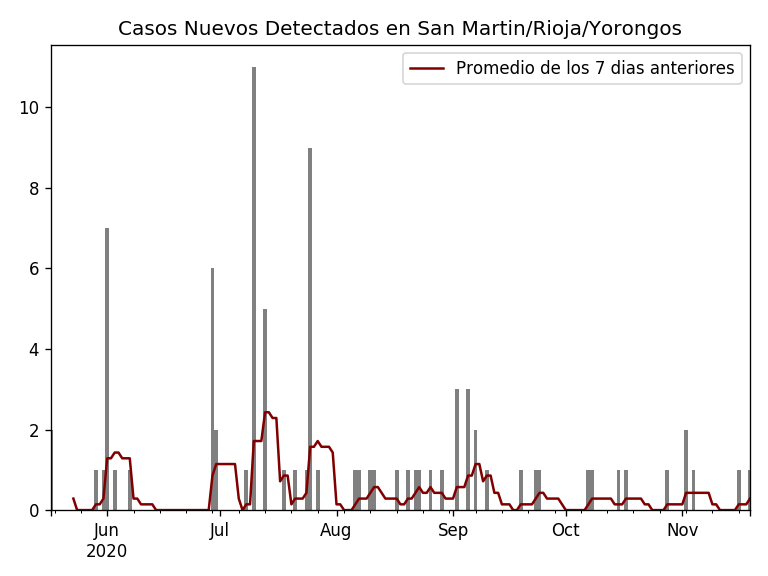 Casos Nuevos Detectados en San Martin/Rioja/Yorongos
Promedio de los 7 dias anteriores
10
8
6
4
2
0
Jun Jul Aug Sep Oct Nov
2020